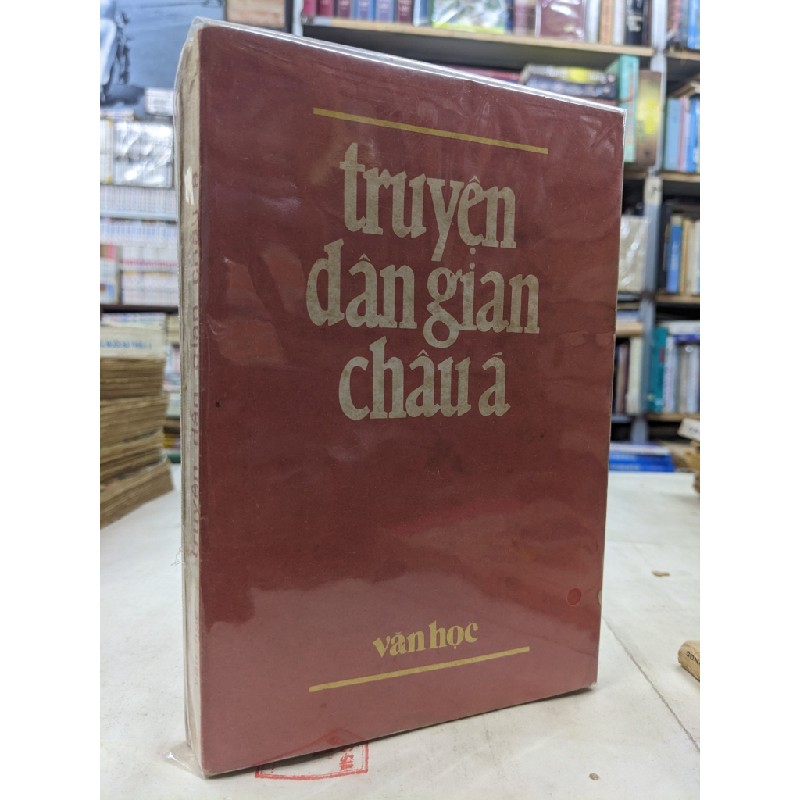 truyện
dân gian
châu á
văn học